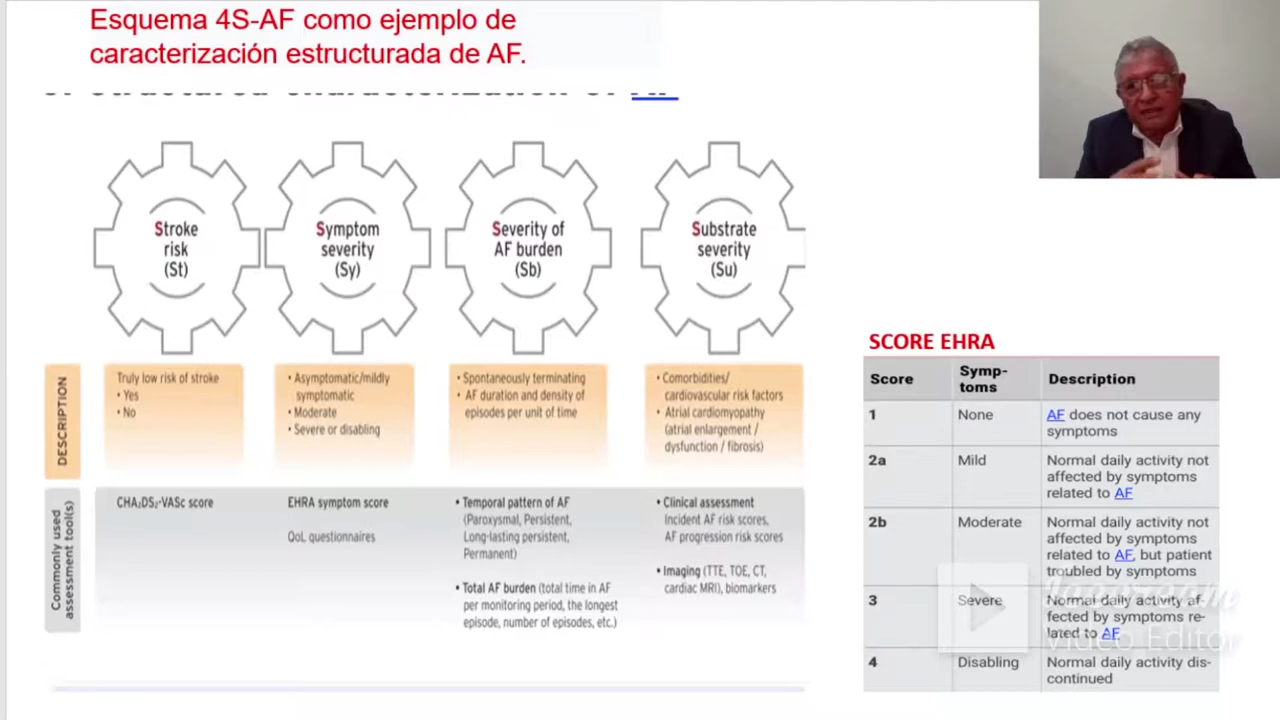 Esquema 4S-AF como ejemplo de
caracterización estructurada de AF.
Stroke
risk
(St)
Symptom
severity
(Sy)
Severity of
AF burden
(Sb)
Substrate
severity
(Su)
DESCRIPTION
Truly low risk of stroke
• Yes
• No
• Asymptomatic/mildly
symptomatic
• Moderate
• Severe or disabling
• Spontaneously terminating
• AF duration and density of
episodes per unit of time
• Comorbidities/
cardiovascular risk factors
• Atrial cardiomyopathy
(atrial enlargement /
dysfunction / fibrosis)
Commonly used
assessment tool(s)
CHA₂DS₂-VASc score
EHRA symptom score
QoL questionnaires
• Temporal pattern of AF
(Paroxysmal, Persistent,
Long-lasting persistent,
Permanent)
• Total AF burden (total time in AF
per monitoring period, the longest
episode, number of episodes, etc.)
• Clinical assessment
Incident AF risk scores,
AF progression risk scores
• Imaging (TTE, TOE, CT,
cardiac MRI), biomarkers
SCORE EHRA
Score
Symp-
toms
Description
1
None
AF does not cause any
symptoms
2a
Mild
Normal daily activity not
affected by symptoms
related to AF
2b
Moderate
Normal daily activity not
affected by symptoms
related to AF, but patient
troubled by symptoms
3
Severe
Normal daily activity af-
fected by symptoms re-
lated to AF
4
Disabling
Normal daily activity dis-
continued
Video Editor